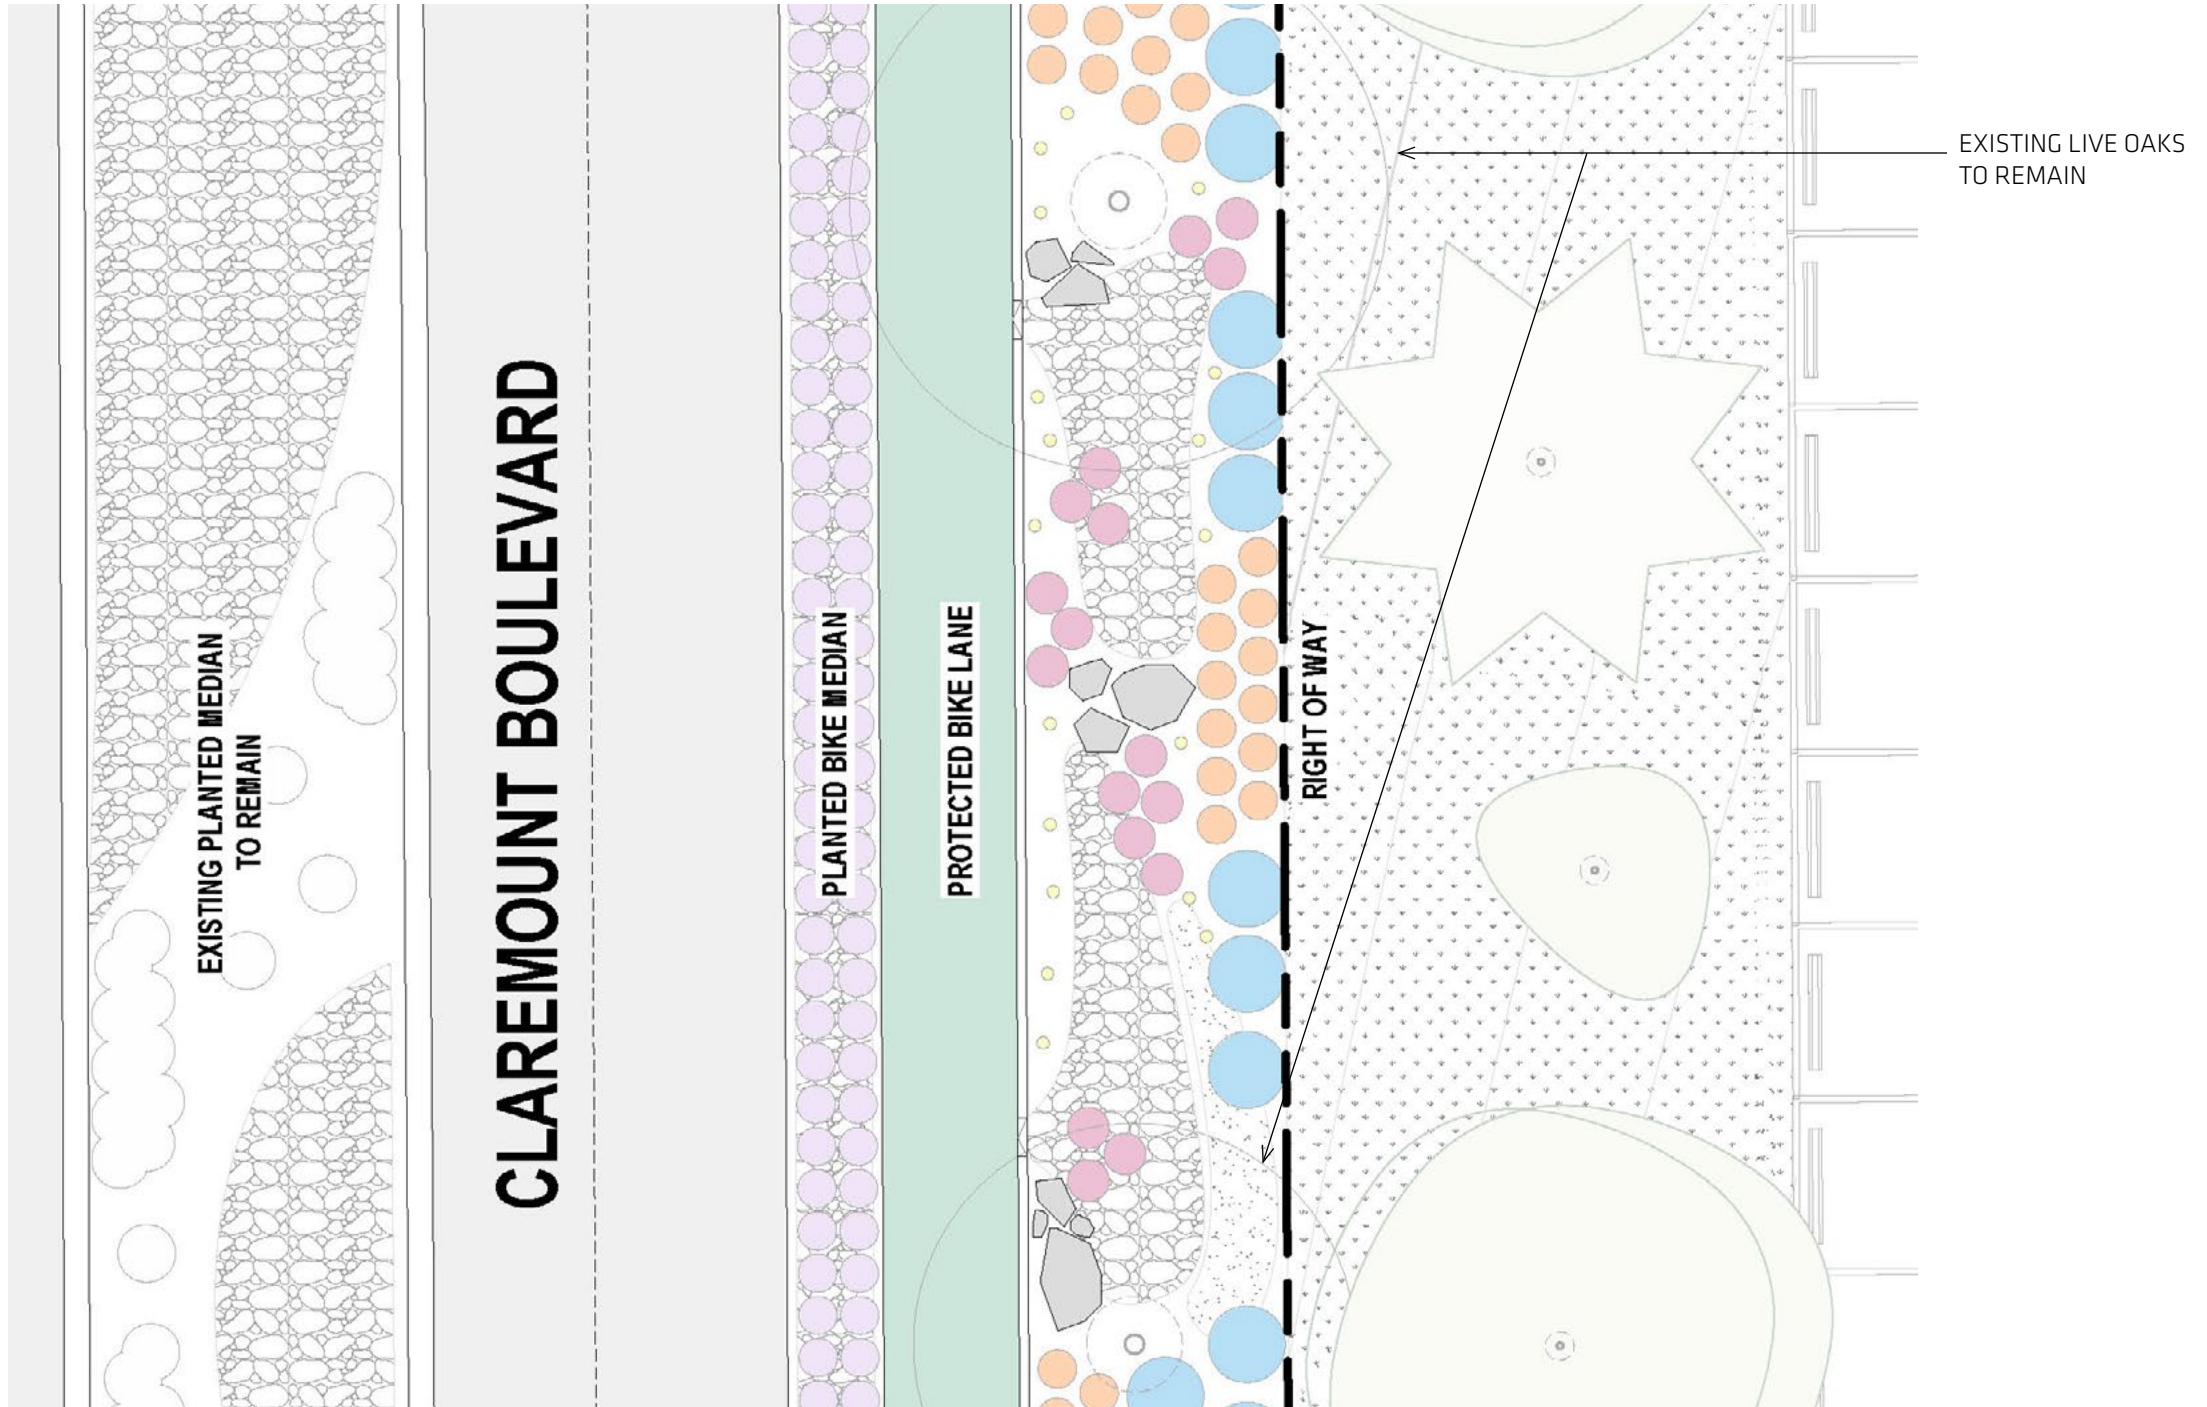 EXISTING LIVE OAKS
TO REMAIN
EXISTING PLANTED MEDIAN
TO REMAIN
CLAREMOUNT BOULEVARD
PLANTED BIKE MEDIAN
PROTECTED BIKE LANE
RIGHT OF WAY